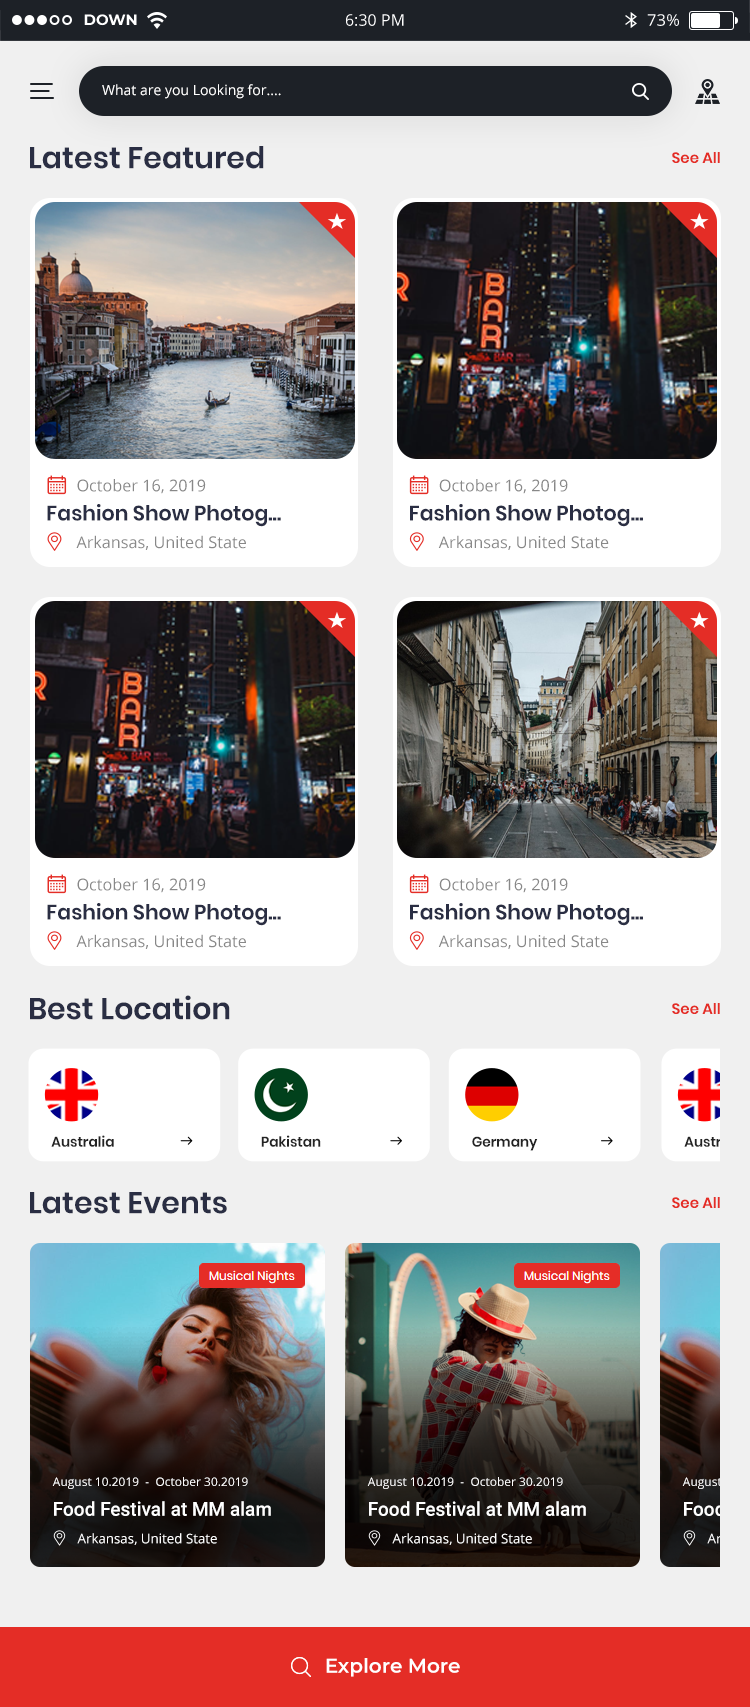 DOWN 6:30 PM 73%
What are you Looking for....
Latest Featured See All
BAR
R
BAR
October 16, 2019
Fashion Show Photog...
Arkansas, United State
October 16, 2019
Fashion Show Photog...
Arkansas, United State
R
BAR
BAR
October 16, 2019
Fashion Show Photog...
Arkansas, United State
October 16, 2019
Fashion Show Photog...
Arkansas, United State
Best Location See All
Australia
Pakistan
Germany
Austr
Latest Events See All
Musical Nights
August 10.2019 - October 30.2019
Food Festival at MM alam
Arkansas, United State
Musical Nights
August 10.2019 - October 30.2019
Food Festival at MM alam
Arkansas, United State
August
Food
Ar
Explore More